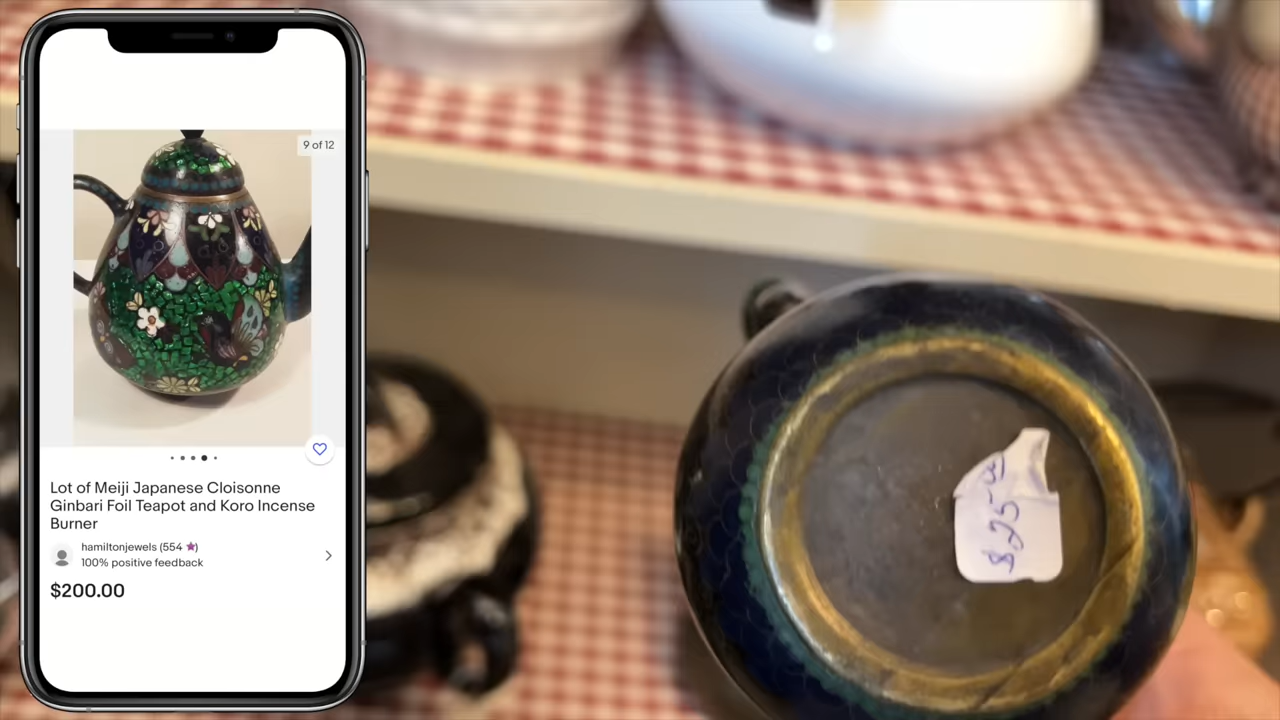 9 of 12
Lot of Meiji Japanese Cloisonne
Ginbari Foil Teapot and Koro Incense
Burner
hamiltonjewels (554 ★)
100% positive feedback
$200.00
$25-00